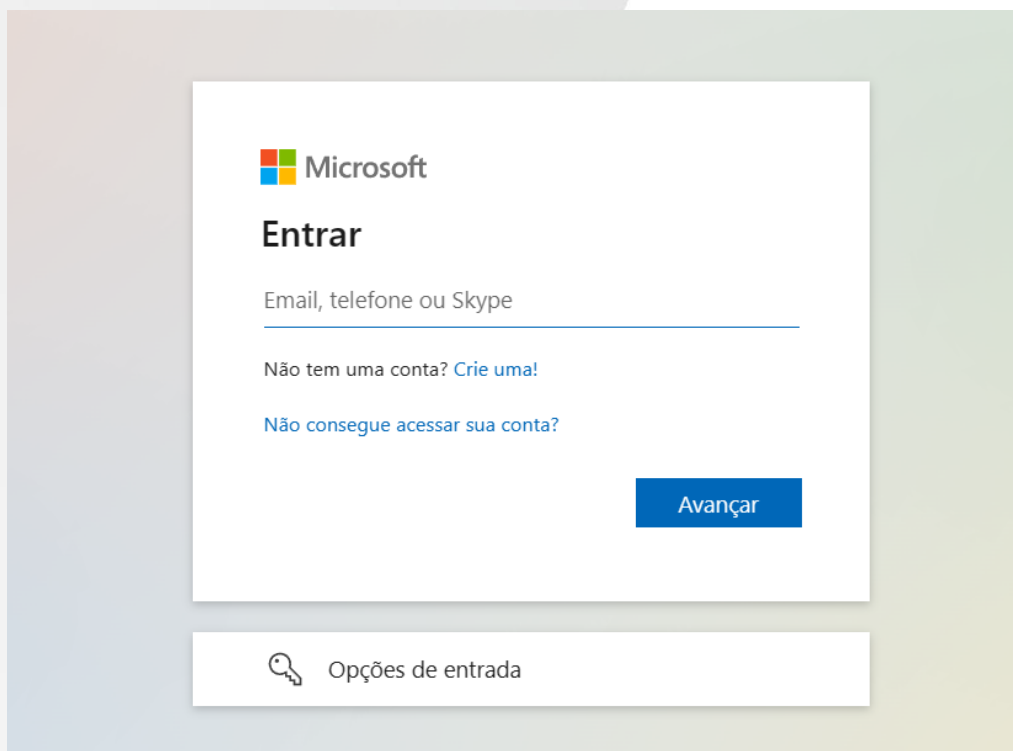 Microsoft
Entrar
Email, telefone ou Skype
Não tem uma conta? Crie uma!
Não consegue acessar sua conta?
Avançar
Opções de entrada